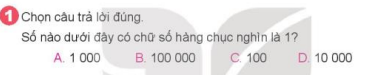 1 Chọn câu trả lời đúng.
Số nào dưới đây có chữ số hàng chục nghìn là 1?
A. 1 000 B. 100 000 C. 100 D. 10 000